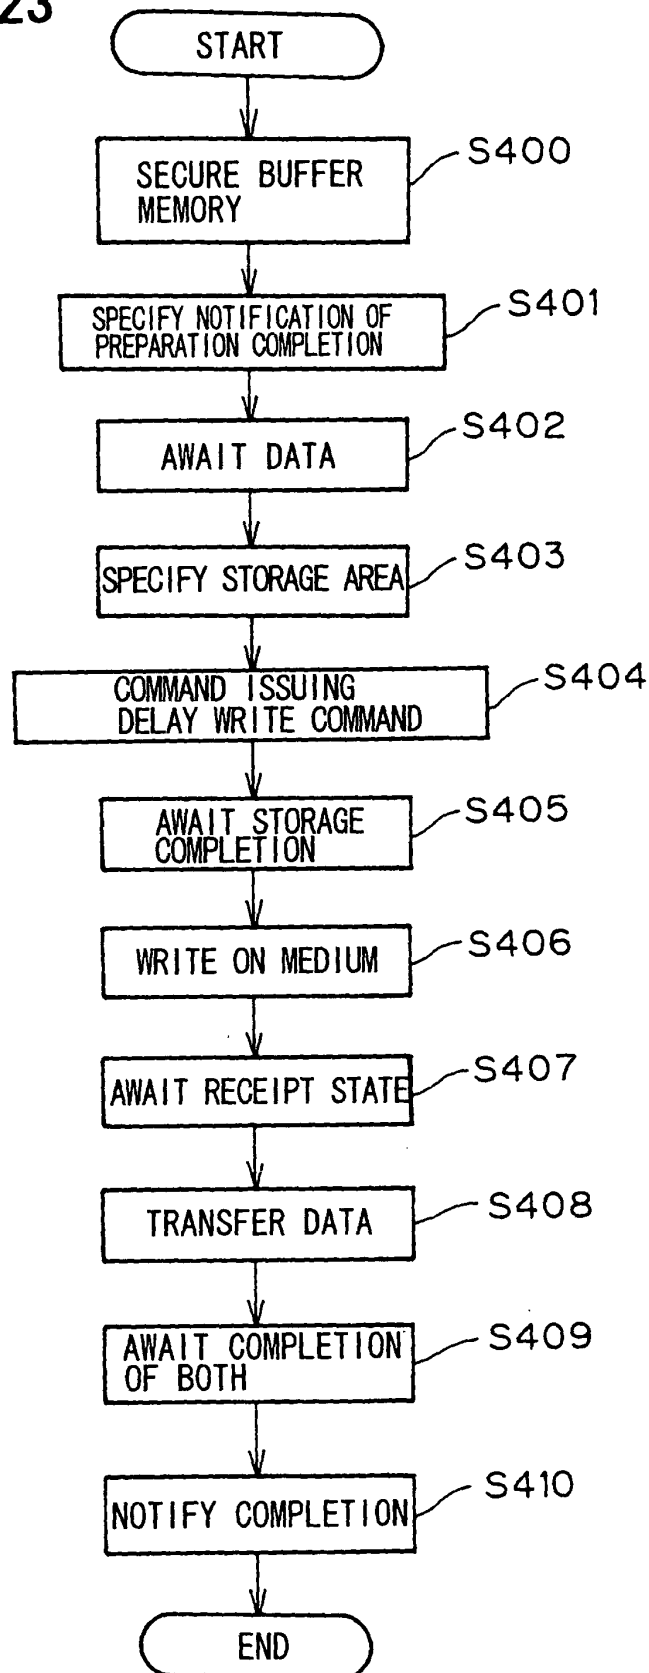 23
START
SECURE BUFFER
MEMORY
S400
SPECIFY NOTIFICATION OF
PREPARATION COMPLETION
S401
AWAIT DATA
S402
SPECIFY STORAGE AREA
S403
COMMAND ISSUING
DELAY WRITE COMMAND
S404
AWAIT STORAGE
COMPLETION
S405
WRITE ON MEDIUM
S406
AWAIT RECEIPT STATE
S407
TRANSFER DATA
S408
AWAIT COMPLETION
OF BOTH
S409
NOTIFY COMPLETION
S410
END